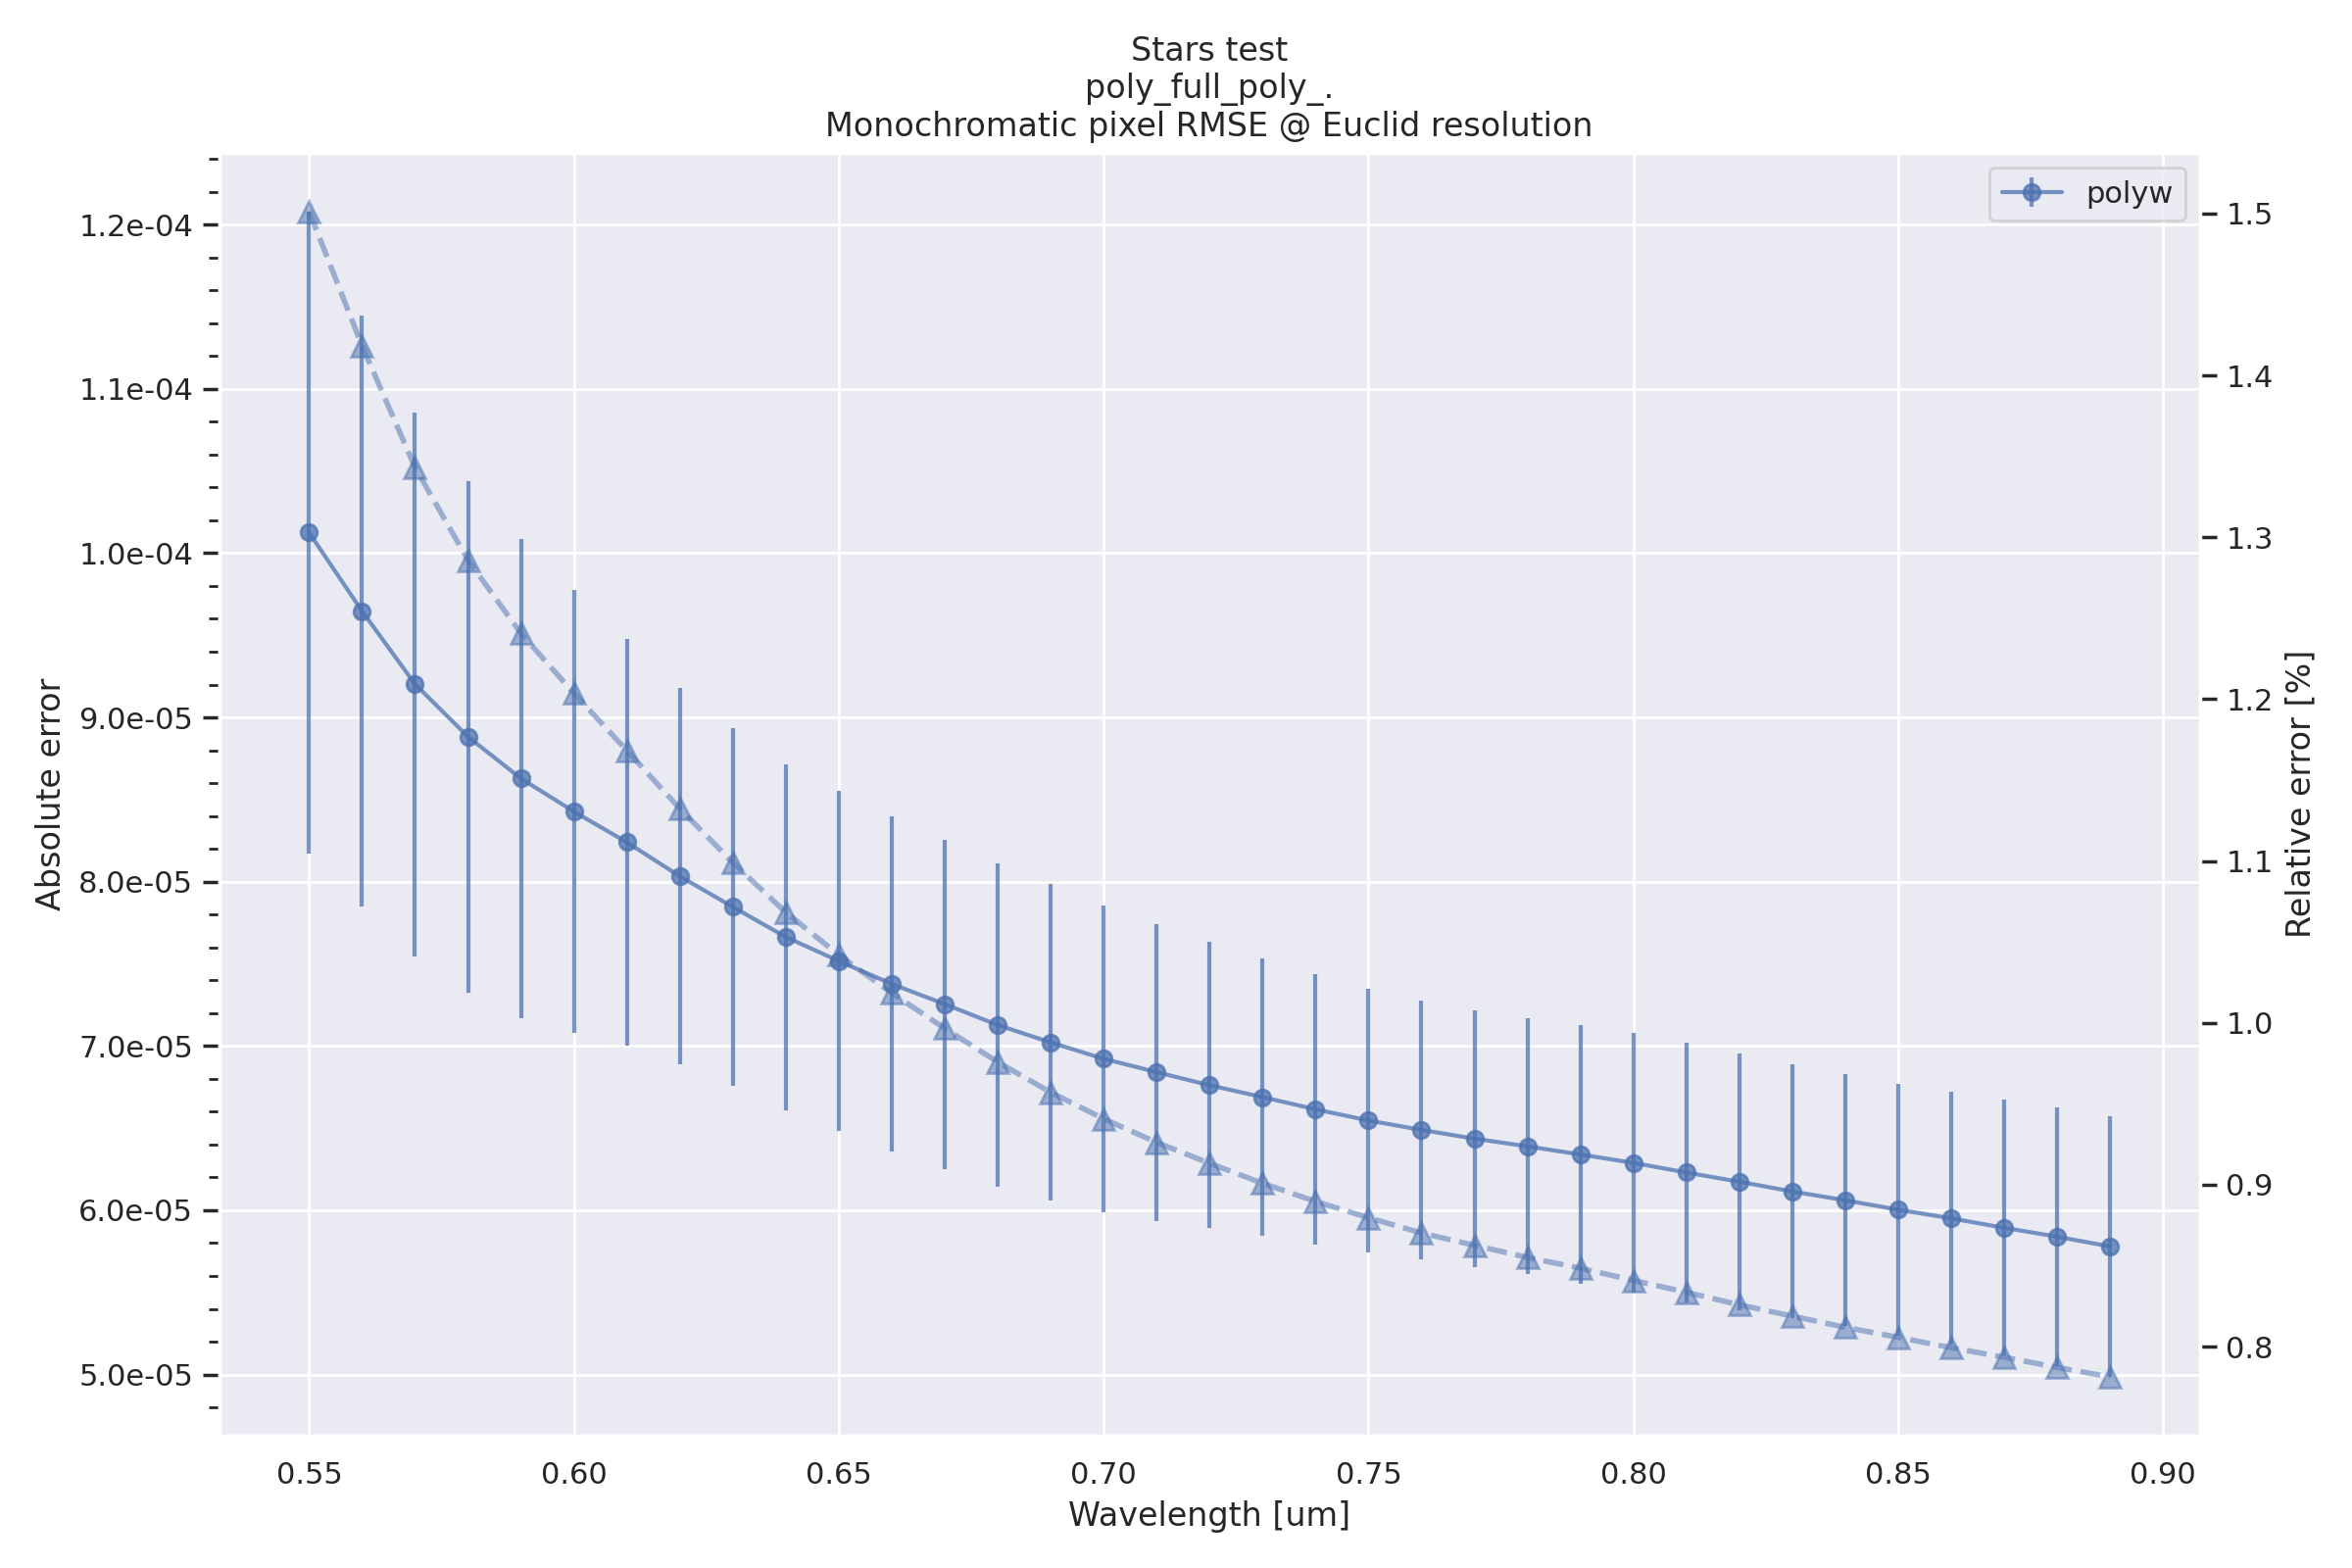 Stars test
poly_full_poly_.
Monochromatic pixel RMSE @ Euclid resolution
polyw
1.2e-04
1.1e-04
1.0e-04
9.0e-05
8.0e-05
7.0e-05
6.0e-05
5.0e-05
Absolute error
1.5
1.4
1.3
1.2
1.1
1.0
0.9
0.8
Relative error [%]
0.55 0.60 0.65 0.70 0.75 0.80 0.85 0.90
Wavelength [um]